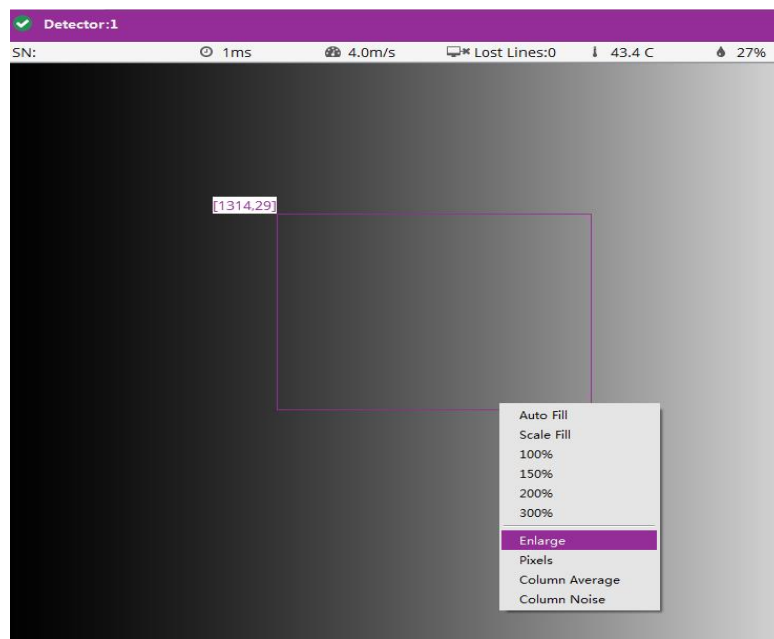 Detector:1
SN: 1ms 4.0m/s Lost Lines:0 43.4 C 27%
[1314,29]
Auto Fill
Scale Fill
100%
150%
200%
300%
Enlarge
Pixels
Column Average
Column Noise